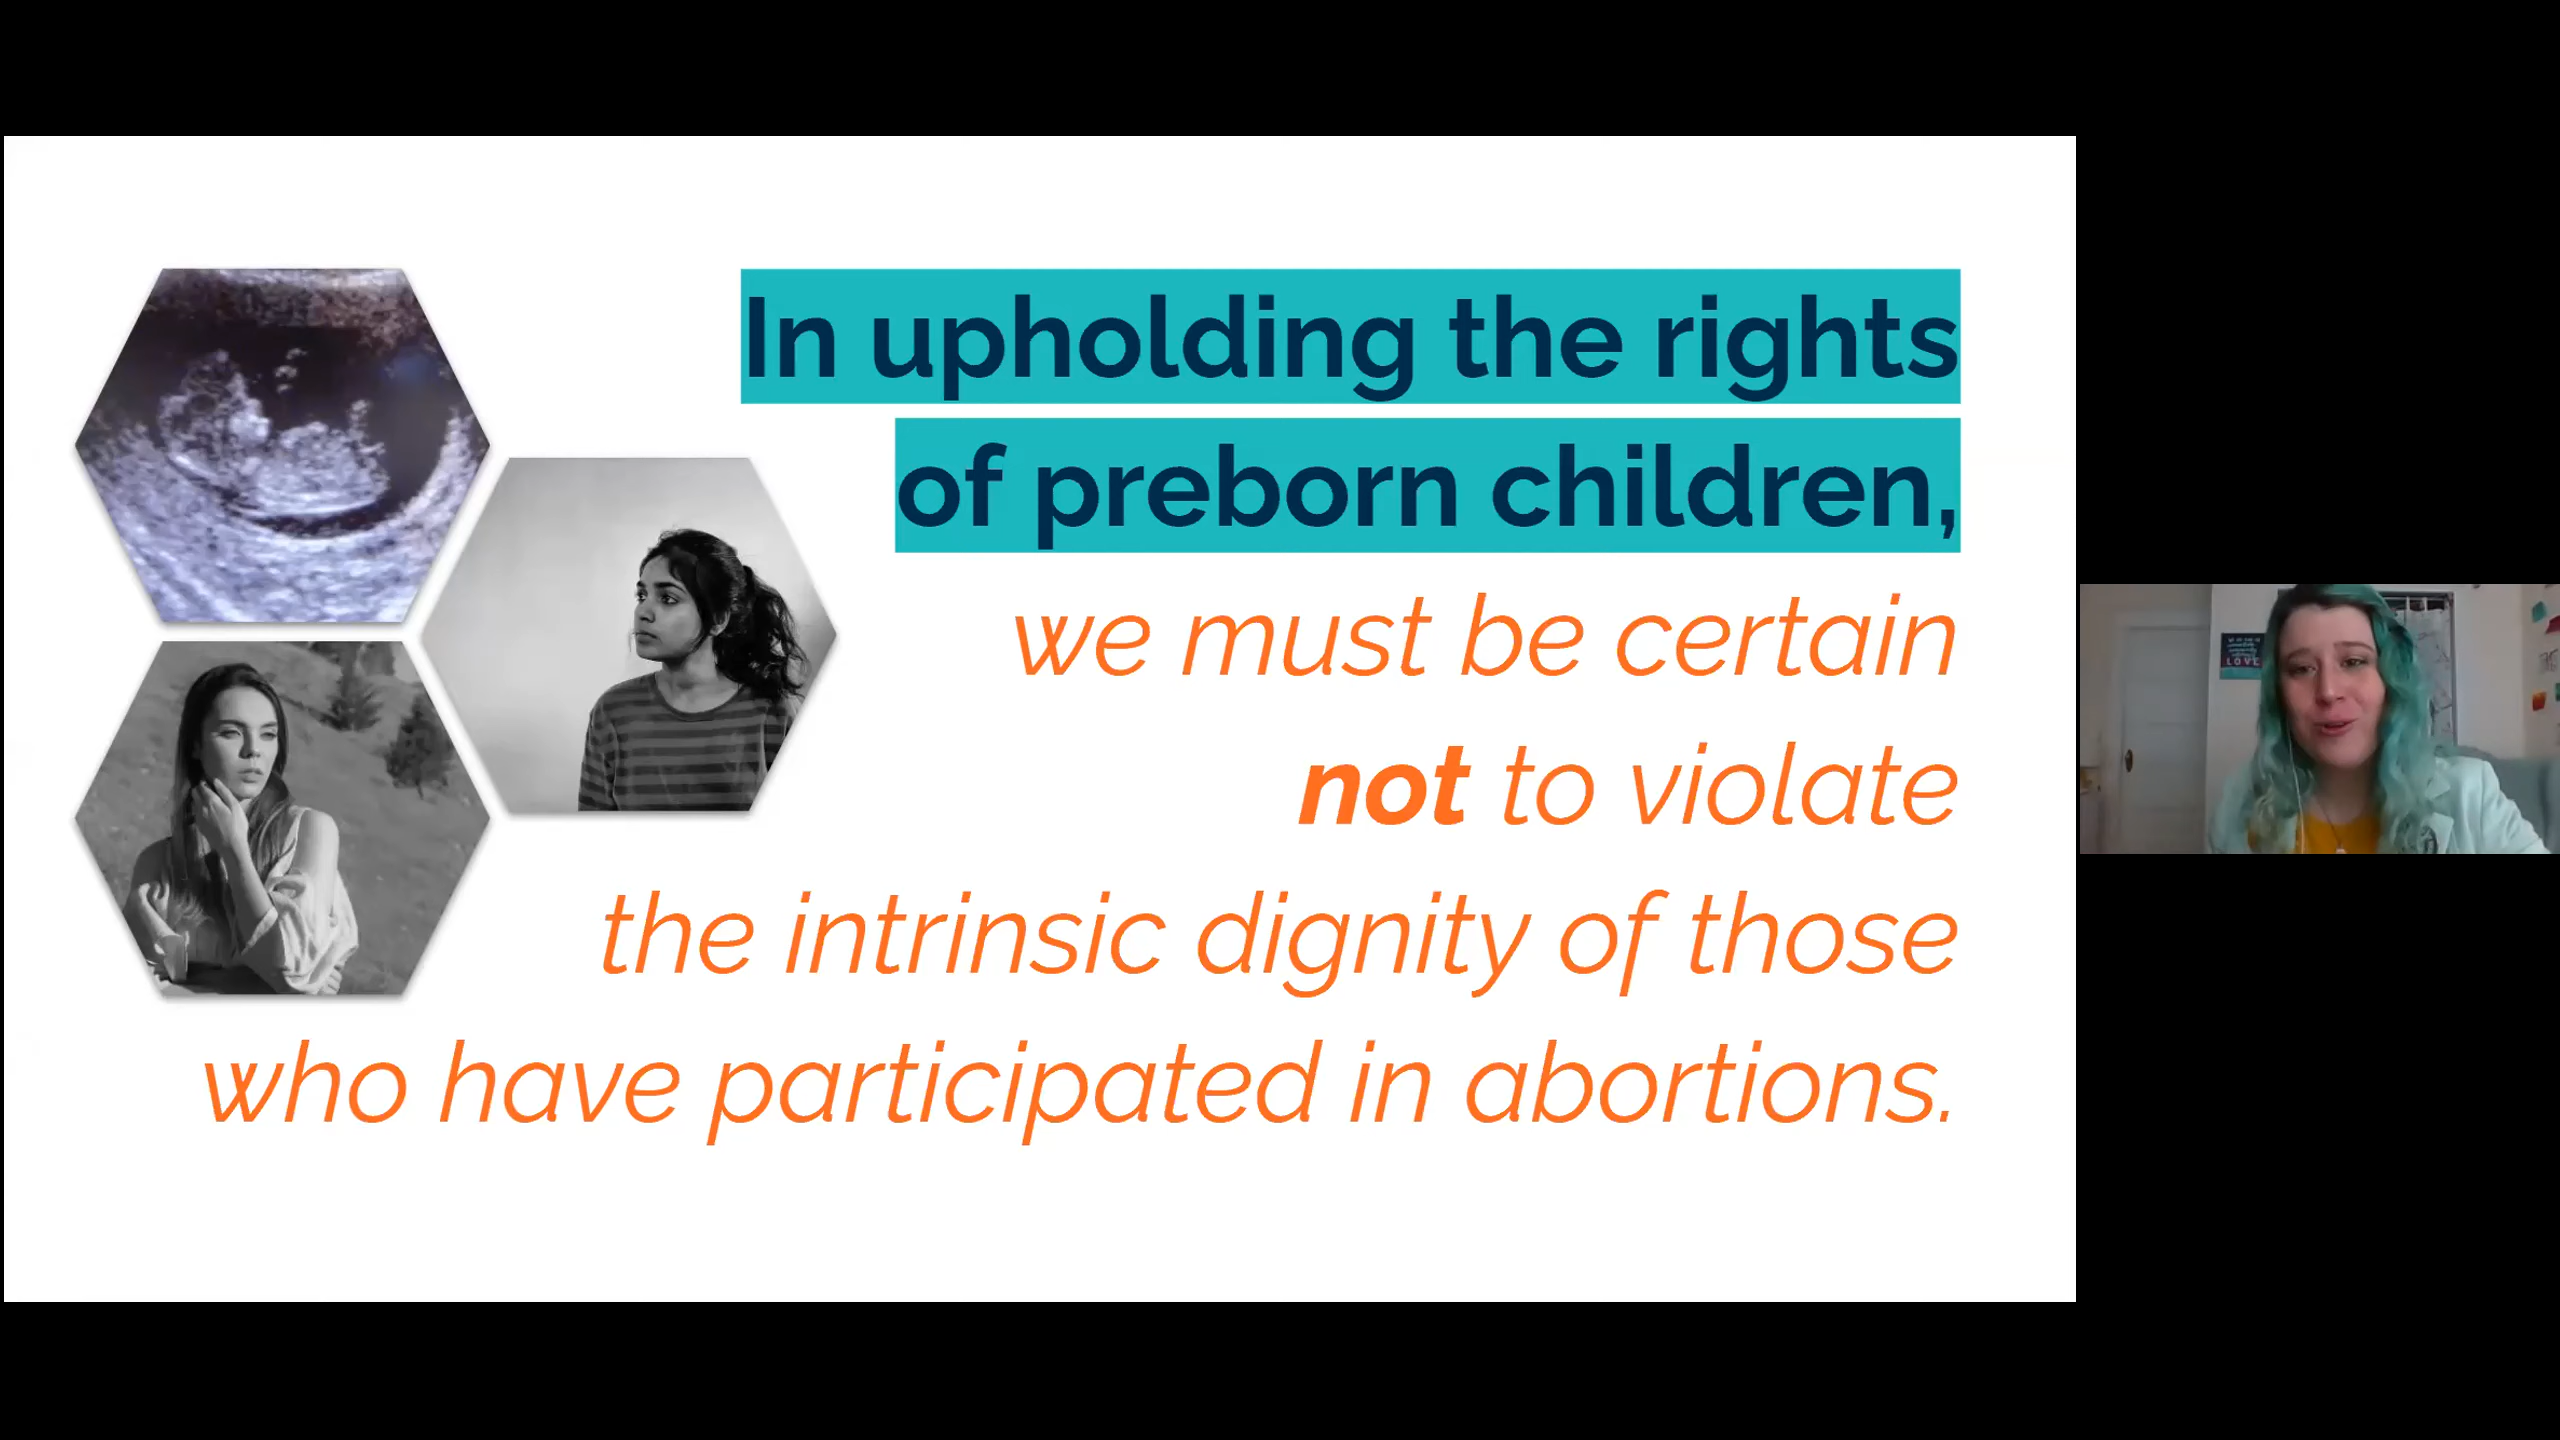 In upholding the rights
of preborn children,
we must be certain
not to violate
the intrinsic dignity of those
who have participated in abortions.
LOVE